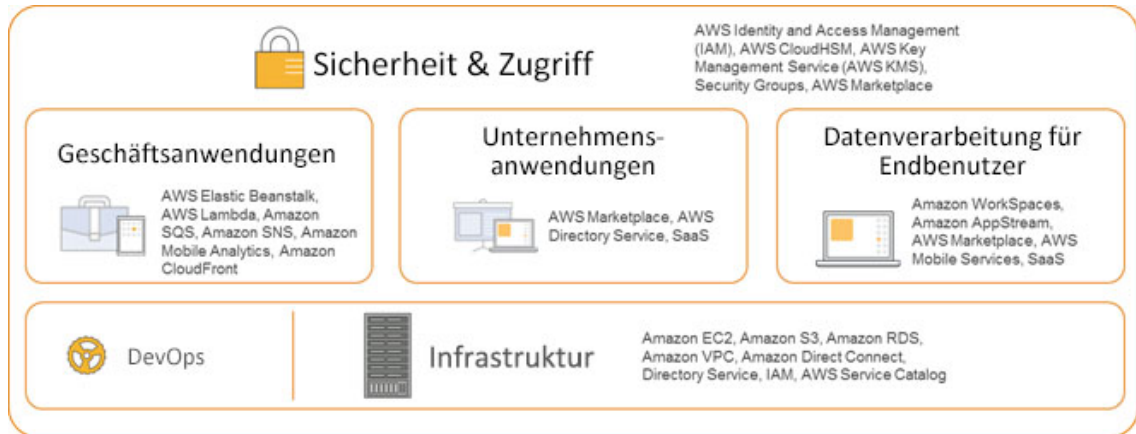 Sicherheit & Zugriff
AWS Identity and Access Management
(IAM), AWS CloudHSM, AWS Key
Management Service (AWS KMS),
Security Groups, AWS Marketplace
Geschäftsanwendungen
AWS Elastic Beanstalk,
AWS Lambda, Amazon
SQS, Amazon SNS, Amazon
Mobile Analytics, Amazon
CloudFront
Unternehmens-
anwendungen
AWS Marketplace, AWS
Directory Service, SaaS
Datenverarbeitung für
Endbenutzer
Amazon WorkSpaces,
Amazon AppStream,
AWS Marketplace, AWS
Mobile Services, SaaS
DevOps
Infrastruktur
Amazon EC2, Amazon S3, Amazon RDS,
Amazon VPC, Amazon Direct Connect,
Directory Service, IAM, AWS Service Catalog